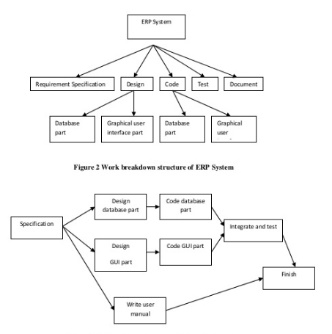 ERP System
Requirement Specification Design Code Test Document
Database
part
Graphical user
interface part
Database
part
Graphical
user
Figure 2 Work breakdown structure of ERP System
Design
database part
Code database
part
Specification
Integrate and test
Design
GUI part
Code GUI part
Finish
Write user
manual